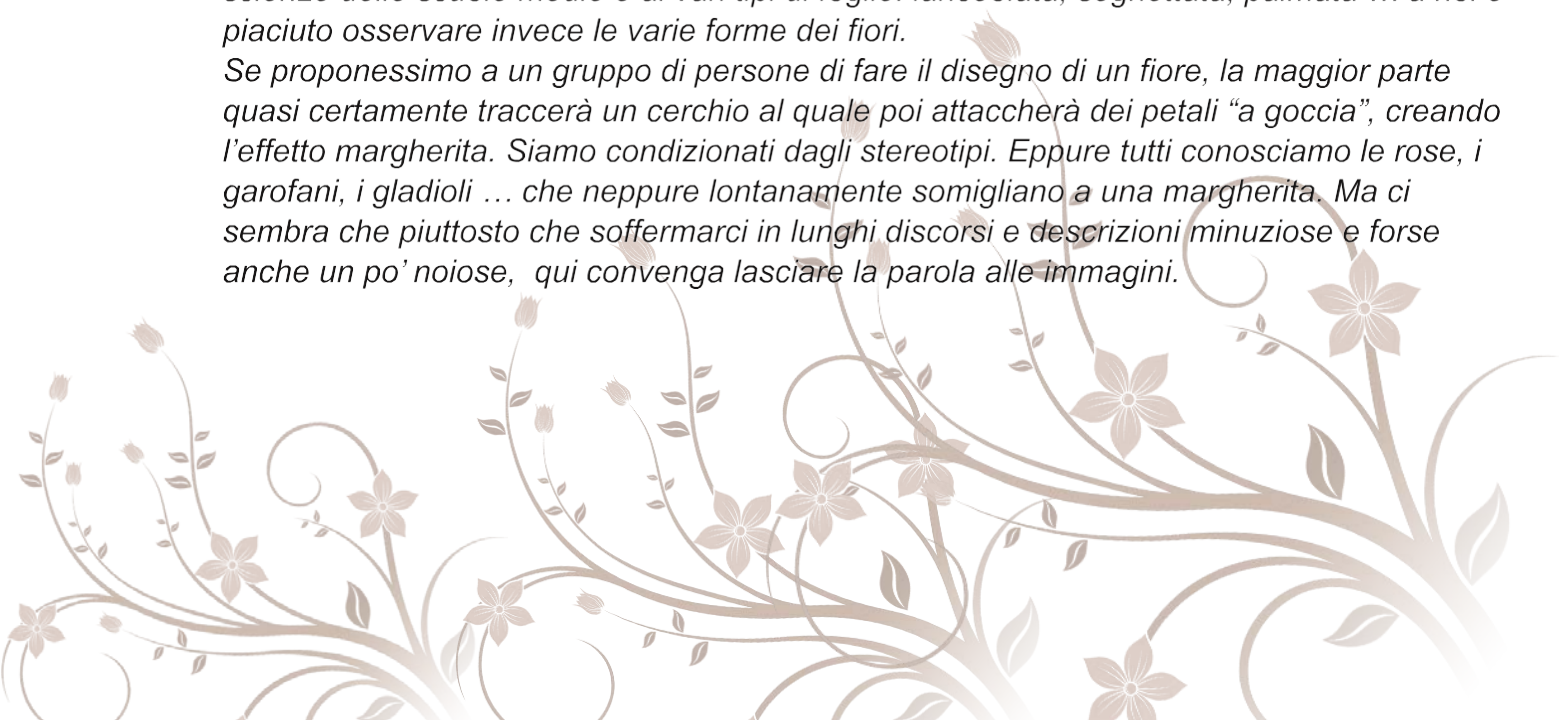 piaciuto osservare invece le varie forme dei fiori.
Se proponessimo a un gruppo di persone di fare il disegno di un fiore, la maggior parte
quasi certamente traccerà un cerchio al quale poi attaccherà dei petali “a goccia”, creando
l’effetto margherita. Siamo condizionati dagli stereotipi. Eppure tutti conosciamo le rose, i
garofani, i gladioli … che neppure lontanamente somigliano a una margherita. Ma ci
sembra che piuttosto che soffermarci in lunghi discorsi e descrizioni minuziose e forse
anche un po’ noiose,  qui convenga lasciare la parola alle immagini.